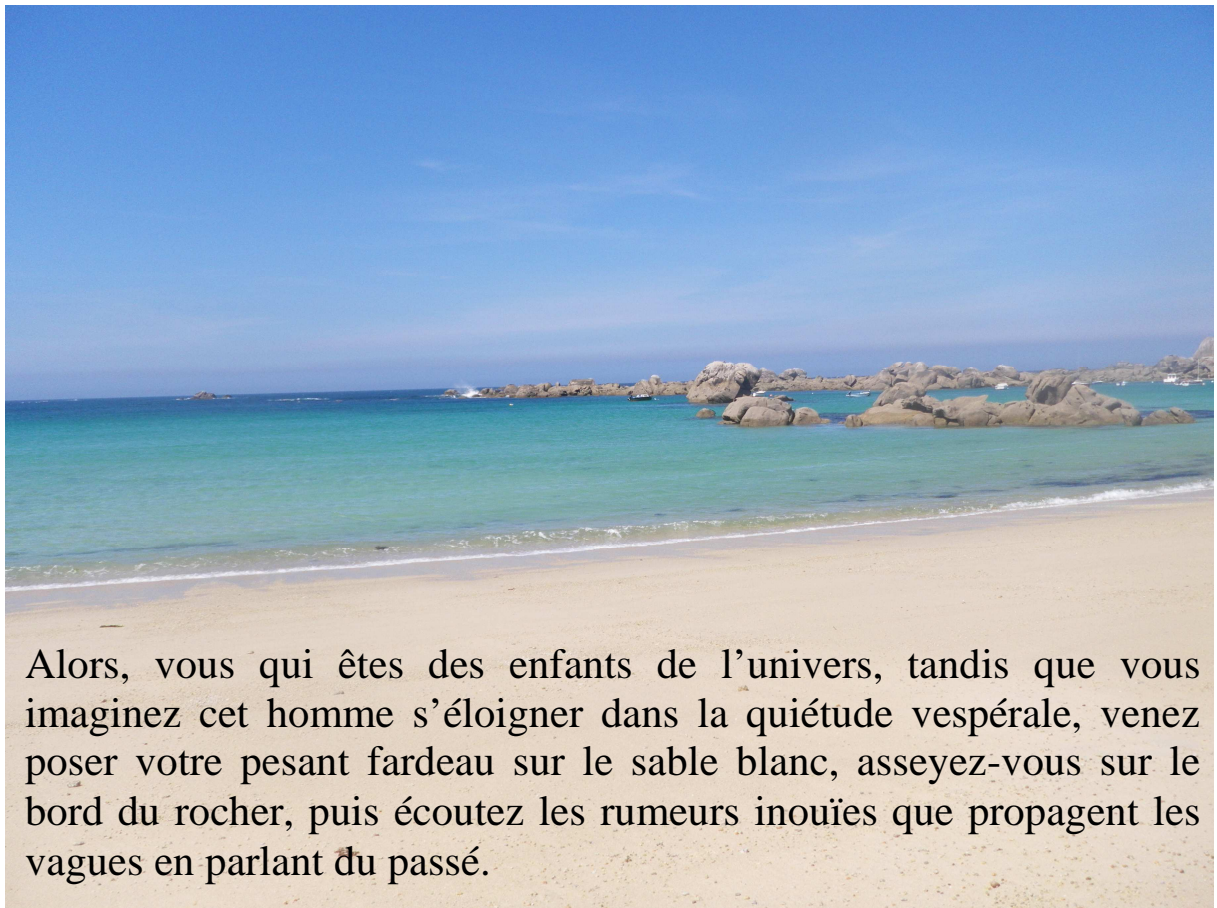 Alors, vous qui êtes des enfants de l’univers, tandis que vous
imaginez cet homme s’éloigner dans la quiétude vespérale, venez
poser votre pesant fardeau sur le sable blanc, asseyez-vous sur le
bord du rocher, puis écoutez les rumeurs inouïes que propagent les
vagues en parlant du passé.